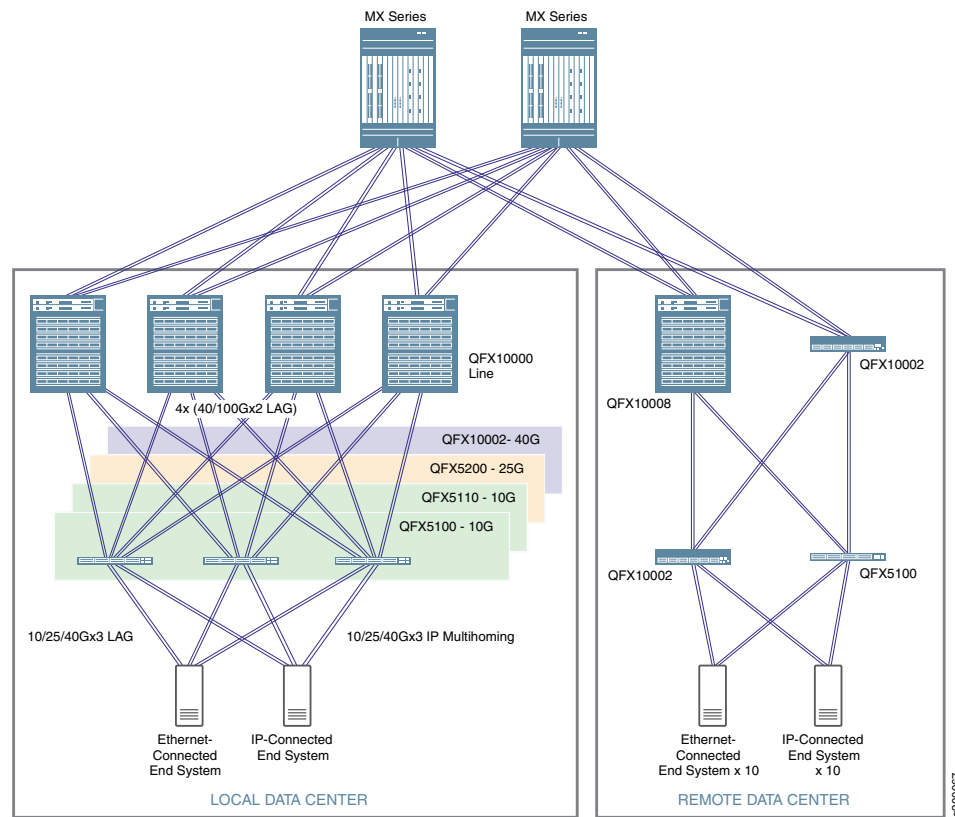 MX Series
MX Series
QFX10000
Line
4x (40/100Gx2 LAG)
QFX10002- 40G
QFX5200 - 25G
QFX5110 - 10G
QFX5100 - 10G
10/25/40Gx3 LAG
10/25/40Gx3 IP Multihoming
Ethernet-
Connected
End System
IP-Connected
End System
LOCAL DATA CENTER
QFX10008
QFX10002
QFX10002
QFX5100
Ethernet-
Connected
End System x 10
IP-Connected
End System
x 10
REMOTE DATA CENTER